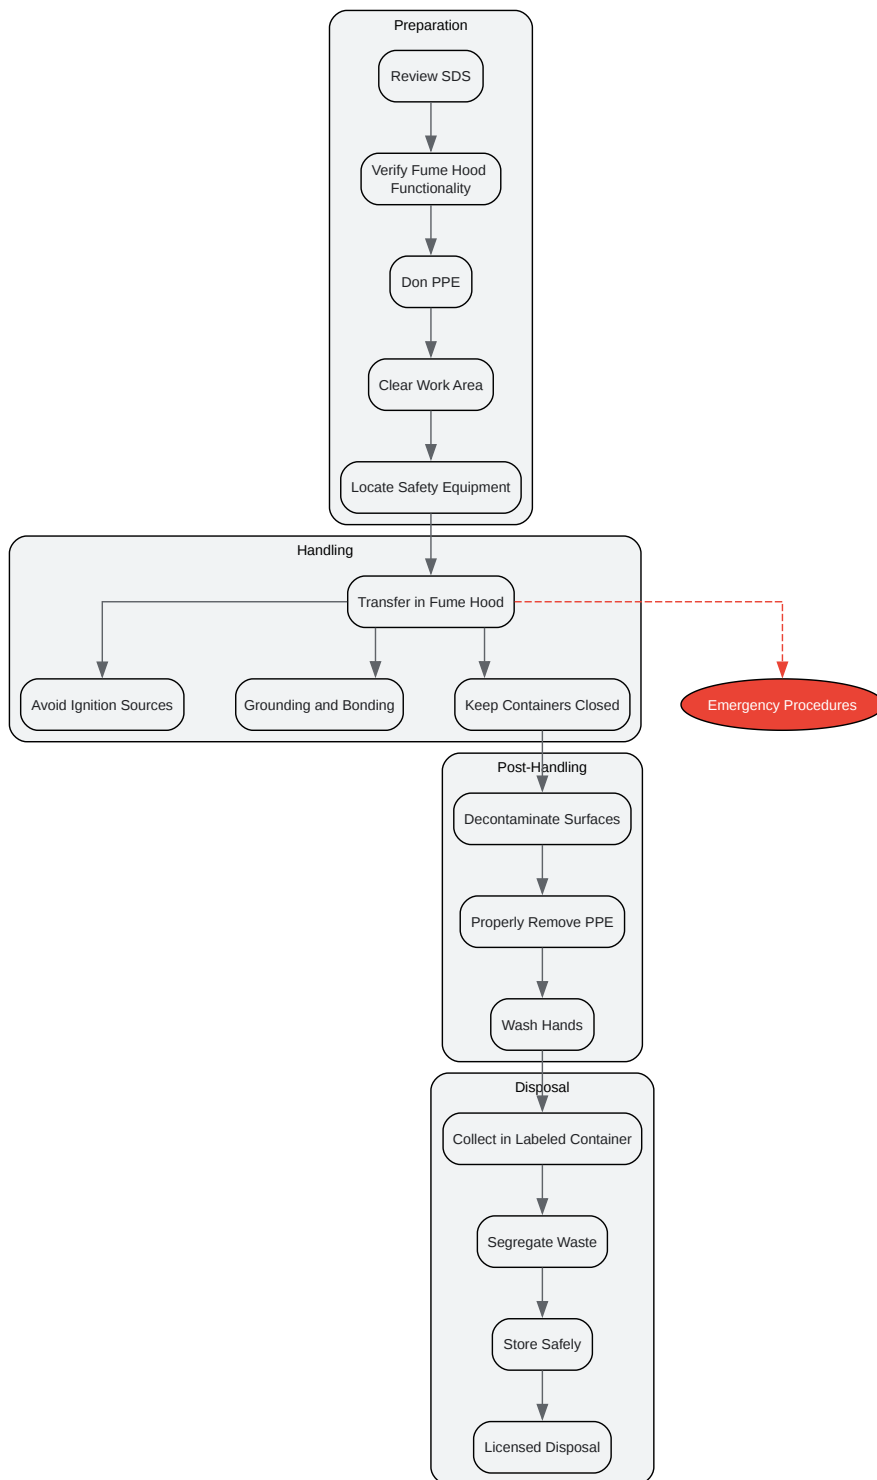 Preparation
Review SDS
Verify Fume Hood
Functionality
Don PPE
Clear Work Area
Locate Safety Equipment
Handling
Transfer in Fume Hood
Avoid Ignition Sources
Grounding and Bonding
Keep Containers Closed
Emergency Procedures
Post-Handling
Decontaminate Surfaces
Properly Remove PPE
Wash Hands
Disposal
Collect in Labeled Container
Segregate Waste
Store Safely
Licensed Disposal